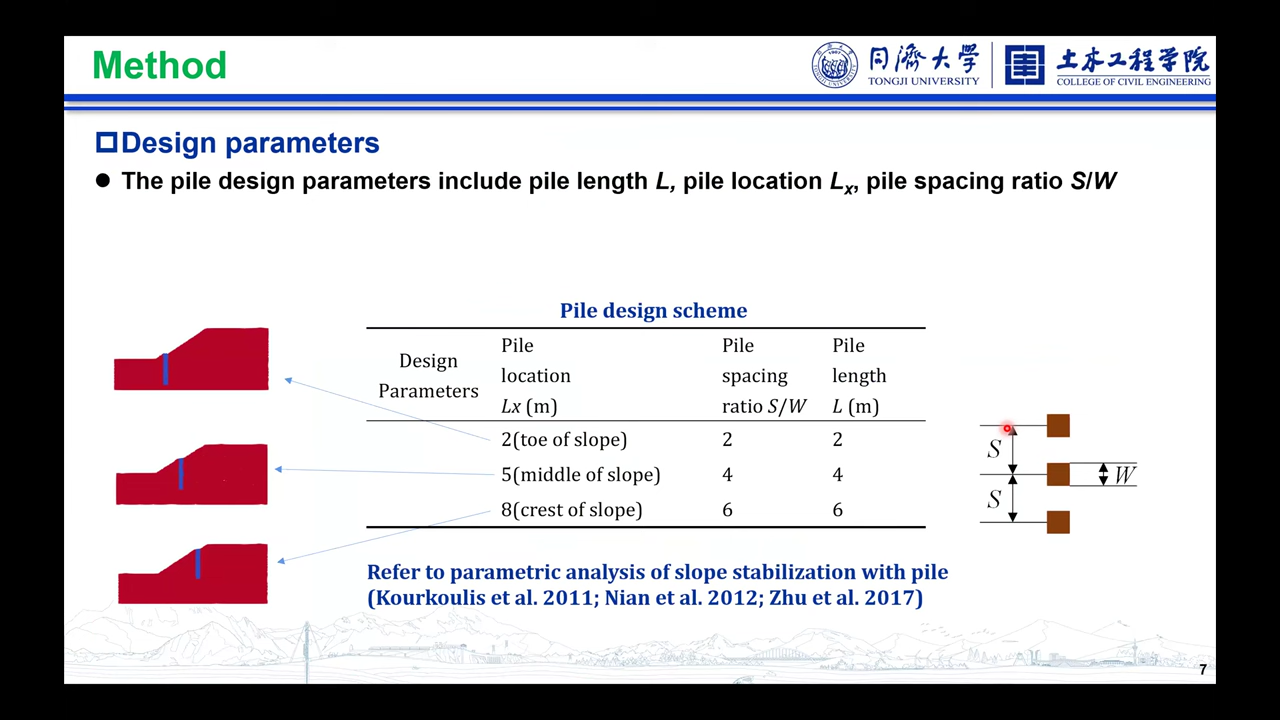 Method
同濟大学
TONGJI UNIVERSITY
土木工程学院
COLLEGE OF CIVIL ENGINEERING
Design parameters
The pile design parameters include pile length L, pile location Lx, pile spacing ratio S/W
Pile design scheme
Design Parameters
Pile location Lx (m)
Pile spacing ratio S/W
Pile length L (m)
2(toe of slope) 2 2
5(middle of slope) 4 4
8(crest of slope) 6 6
S
W
S
Refer to parametric analysis of slope stabilization with pile
(Kourkoulis et al. 2011; Nian et al. 2012; Zhu et al. 2017)
7